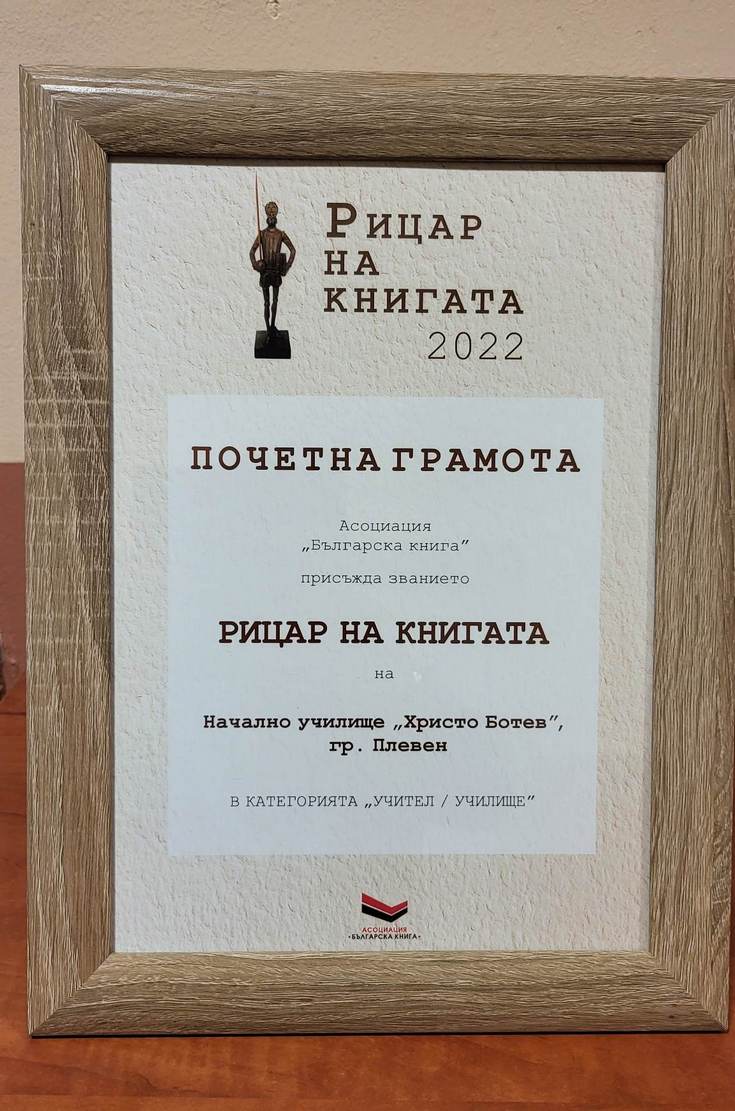 Рицар
на
книгата
2022
ПОЧЕТНА ГРАМОТА
Асоциация
„Българска книга”
присъжда званието
РИЦАР НА КНИГАТА
на
Начално училище „Христо Ботев”,
гр. Плевен
В КАТЕГОРИЯТА „УЧИТЕЛ / УЧИЛИЩЕ”
АСОЦИАЦИЯ
•БЪЛГАРСКА КНИГА•